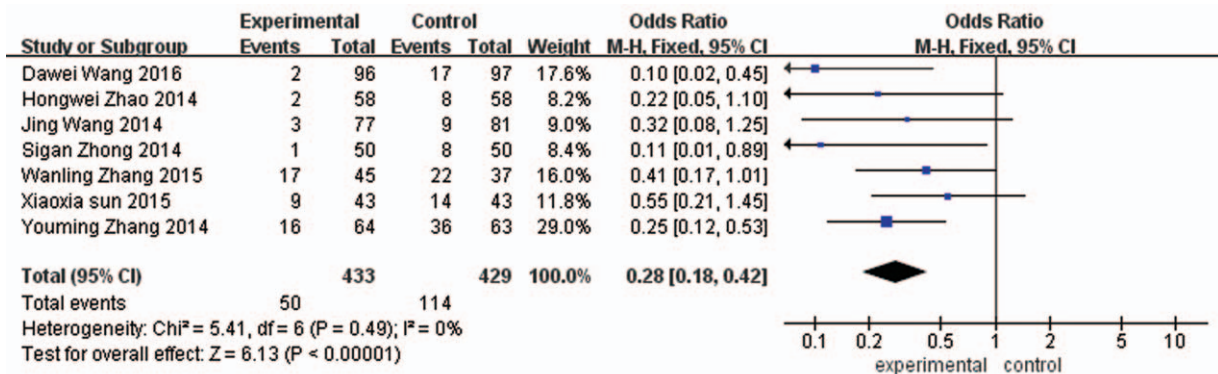 Experimental Control Odds Ratio Odds Ratio
Study or Subgroup Events Total Events Total Weight M-H, Fixed, 95% CI M-H, Fixed, 95% CI
Dawei Wang 2016 2 96 17 97 17.6% 0.10 [0.02, 0.45]
Hongwei Zhao 2014 2 58 8 58 8.2% 0.22 [0.05, 1.10]
Jing Wang 2014 3 77 9 81 9.0% 0.32 [0.08, 1.25]
Sigan Zhong 2014 1 50 8 50 8.4% 0.11 [0.01, 0.89]
Wanling Zhang 2015 17 45 22 37 16.0% 0.41 [0.17, 1.01]
Xiaoxia sun 2015 9 43 14 43 11.8% 0.55 [0.21, 1.45]
Youming Zhang 2014 16 64 36 63 29.0% 0.25 [0.12, 0.53]
Total (95% CI) 433 429 100.0% 0.28 [0.18, 0.42]
Total events 50 114
Heterogeneity: Chi² = 5.41, df = 6 (P = 0.49); I² = 0%
Test for overall effect: Z = 6.13 (P < 0.00001)
0.1 0.2 0.5 1 2 5 10
experimental control